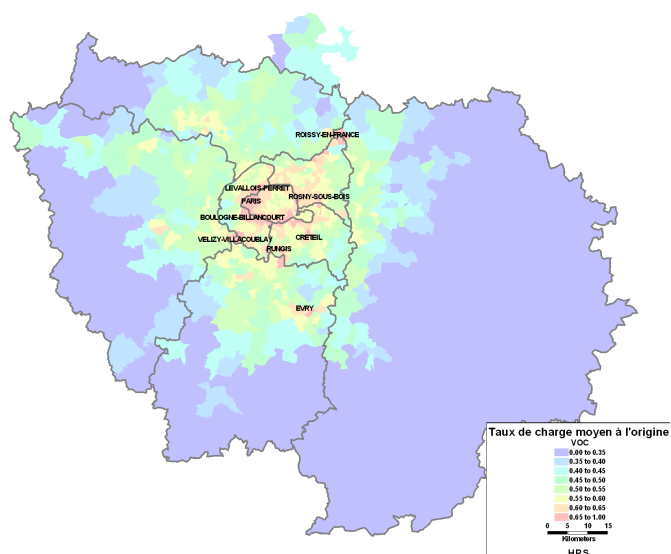 ROISSY-EN-FRANCE
LEVALLOIS-PERRET
ROSNY-SOUS-BOIS
PARIS
BOULOGNE-BILLANCOURT
VELIZY-VILLACOUBLAY
CRETEIL
RUNGIS
EVRY
Taux de charge moyen à l'origine
VOC
0.00 to 0.35
0.35 to 0.40
0.40 to 0.45
0.45 to 0.50
0.50 to 0.55
0.55 to 0.60
0.60 to 0.65
0.65 to 1.00
0 5 10 15
Kilometers
HPS